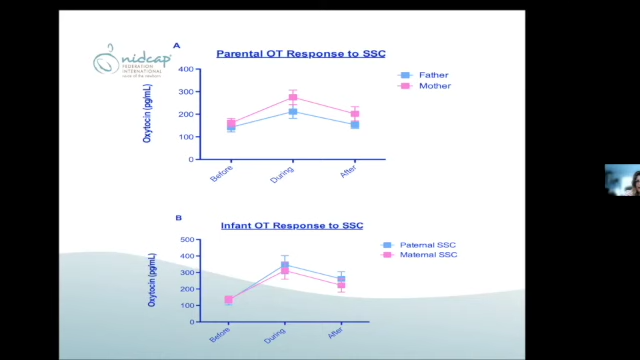 nidcap
FEDERATION
INTERNATIONAL
A
Parental OT Response to SSC
Oxytocin (pg/mL)
400
300
200
100
0
Before
During
After
Father
Mother
B
Infant OT Response to SSC
Oxytocin (pg/mL)
500
400
300
200
100
0
Before
During
After
Paternal SSC
Maternal SSC